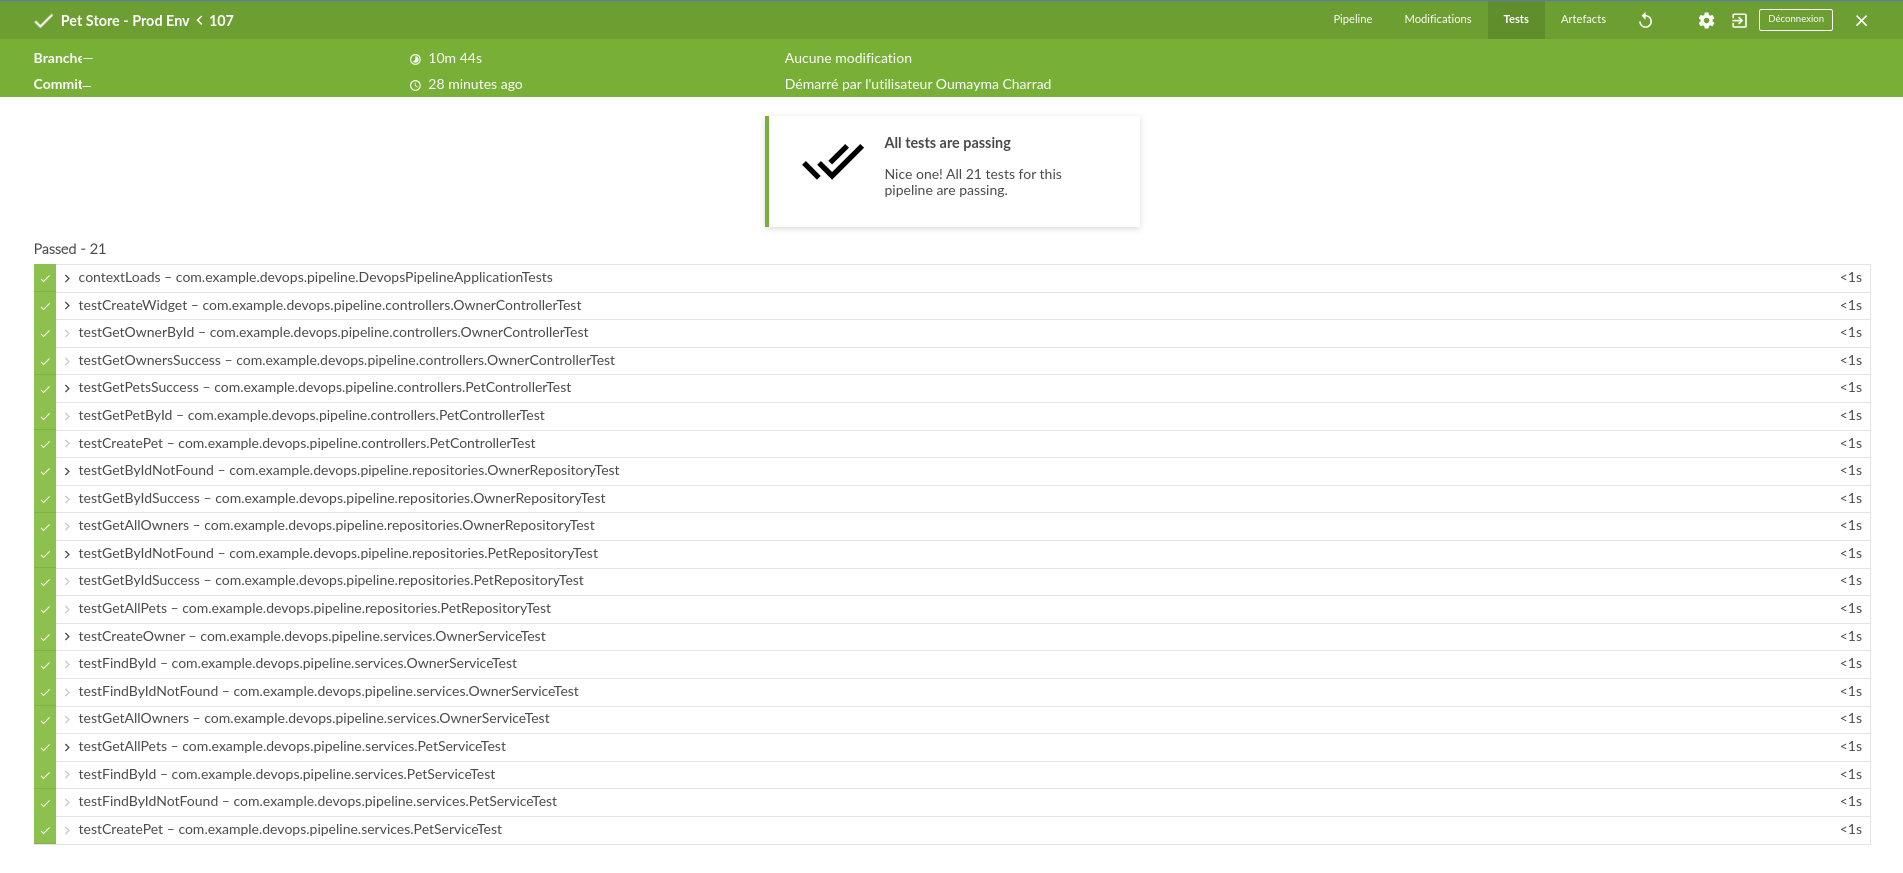 Pet Store - Prod Env < 107
Pipeline Modifications Tests Artefacts Déconnexion
Branche — 10m 44s Aucune modification
Commit — 28 minutes ago Démarré par l'utilisateur Oumayma Charrad
All tests are passing
Nice one! All 21 tests for this
pipeline are passing.
Passed - 21
contextLoads – com.example.devops.pipeline.DevopsPipelineApplicationTests <1s
testCreateWidget – com.example.devops.pipeline.controllers.OwnerControllerTest <1s
testGetOwnerById – com.example.devops.pipeline.controllers.OwnerControllerTest <1s
testGetOwnersSuccess – com.example.devops.pipeline.controllers.OwnerControllerTest <1s
testGetPetsSuccess – com.example.devops.pipeline.controllers.PetControllerTest <1s
testGetPetById – com.example.devops.pipeline.controllers.PetControllerTest <1s
testCreatePet – com.example.devops.pipeline.controllers.PetControllerTest <1s
testGetByIdNotFound – com.example.devops.pipeline.repositories.OwnerRepositoryTest <1s
testGetByIdSuccess – com.example.devops.pipeline.repositories.OwnerRepositoryTest <1s
testGetAllOwners – com.example.devops.pipeline.repositories.OwnerRepositoryTest <1s
testGetByIdNotFound – com.example.devops.pipeline.repositories.PetRepositoryTest <1s
testGetByIdSuccess – com.example.devops.pipeline.repositories.PetRepositoryTest <1s
testGetAllPets – com.example.devops.pipeline.repositories.PetRepositoryTest <1s
testCreateOwner – com.example.devops.pipeline.services.OwnerServiceTest <1s
testFindById – com.example.devops.pipeline.services.OwnerServiceTest <1s
testFindByIdNotFound – com.example.devops.pipeline.services.OwnerServiceTest <1s
testGetAllOwners – com.example.devops.pipeline.services.OwnerServiceTest <1s
testGetAllPets – com.example.devops.pipeline.services.PetServiceTest <1s
testFindById – com.example.devops.pipeline.services.PetServiceTest <1s
testFindByIdNotFound – com.example.devops.pipeline.services.PetServiceTest <1s
testCreatePet – com.example.devops.pipeline.services.PetServiceTest <1s